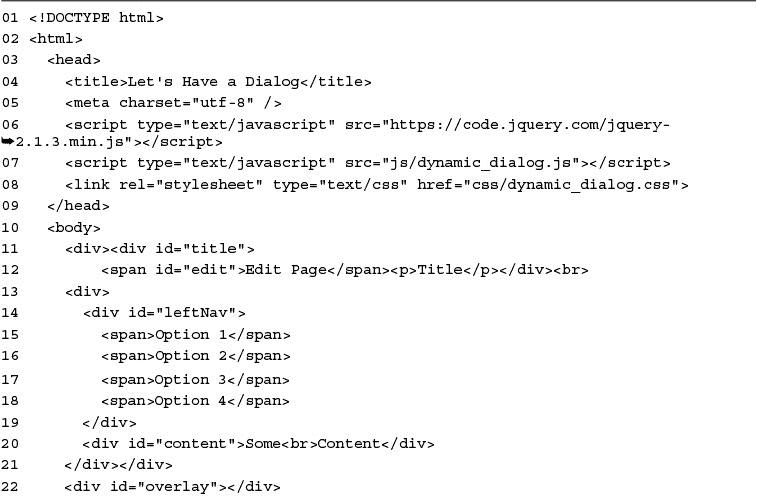 01 <!DOCTYPE html>
02 <html>
03   <head>
04     <title>Let's Have a Dialog</title>
05     <meta charset="utf-8" />
06     <script type="text/javascript" src="https://code.jquery.com/jquery-
➥2.1.3.min.js"></script>
07     <script type="text/javascript" src="js/dynamic_dialog.js"></script>
08     <link rel="stylesheet" type="text/css" href="css/dynamic_dialog.css">
09   </head>
10   <body>
11     <div><div id="title">
12         <span id="edit">Edit Page</span><p>Title</p></div><br>
13     <div>
14       <div id="leftNav">
15         <span>Option 1</span>
16         <span>Option 2</span>
17         <span>Option 3</span>
18         <span>Option 4</span>
19       </div>
20       <div id="content">Some<br>Content</div>
21     </div></div>
22     <div id="overlay"></div>